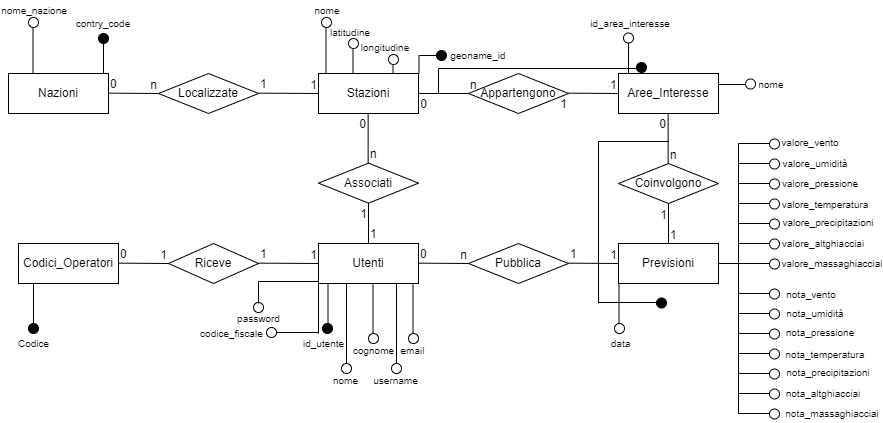 nome_nazione
contry_code
nome
latitudine
longitudine
geoname_id
id_area_interesse
Nazioni
0
n
Localizzate
1
1
Stazioni
0
n
Appartengono
1
1
Aree_Interesse
nome
0
n
Associati
1
1
0
n
Coinvolgono
1
1
valore_vento
valore_umidità
valore_pressione
valore_temperatura
valore_precipitazioni
valore_altghiacciai
valore_massaghiacciai
Codici_Operatori
0
1
Riceve
1
1
Utenti
0
n
Pubblica
1
1
Previsioni
nota_vento
nota_umidità
nota_pressione
nota_temperatura
nota_precipitazioni
nota_altghiacciai
nota_massaghiacciai
Codice
password
codice_fiscale
id_utente
nome
cognome
username
email
data